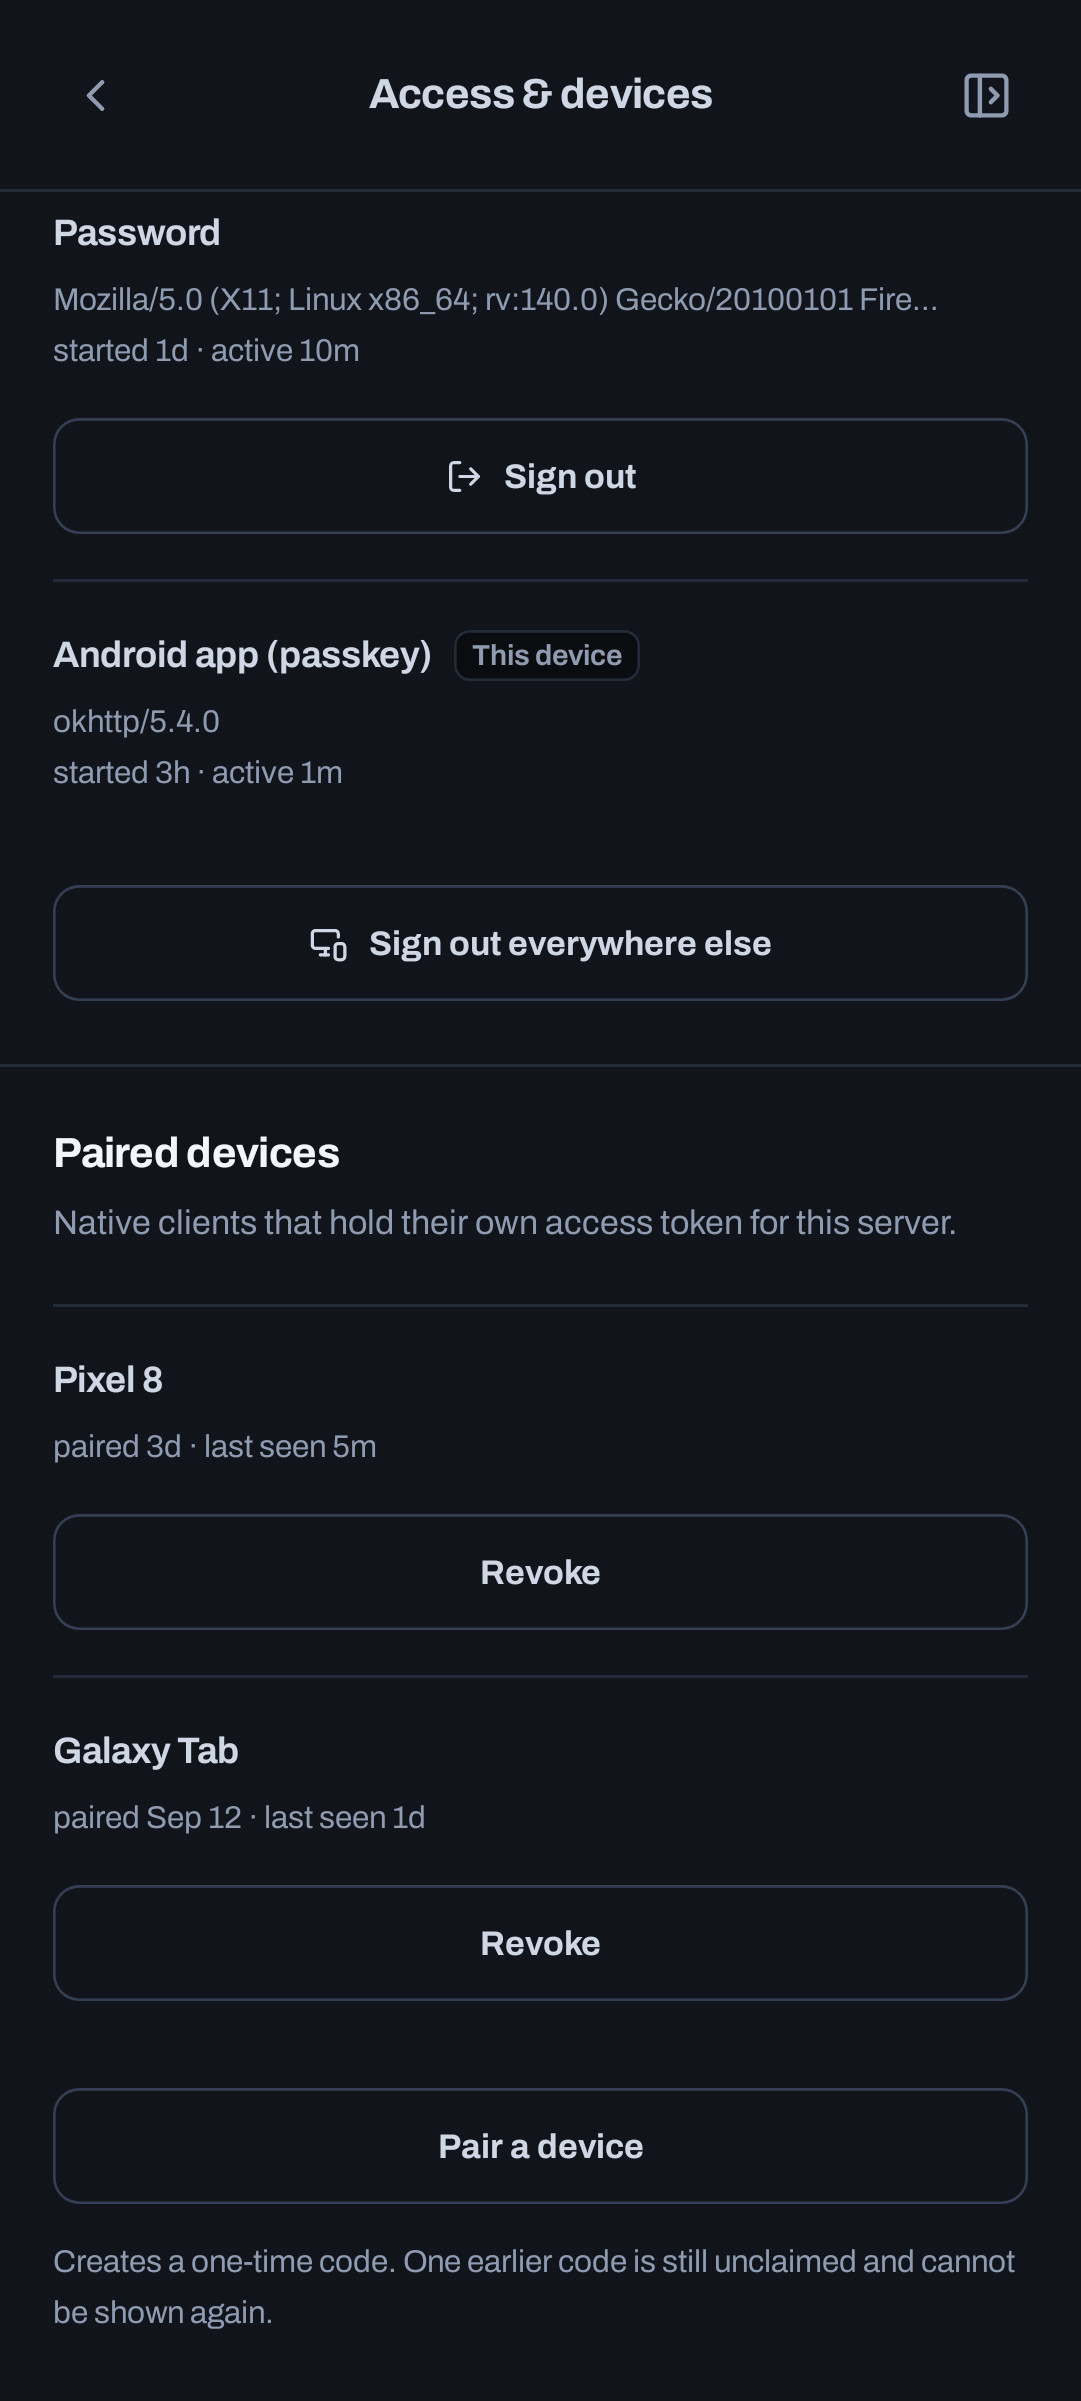 Access & devices
Password
Mozilla/5.0 (X11; Linux x86_64; rv:140.0) Gecko/20100101 Fire...
started 1d · active 10m
Sign out
Android app (passkey) This device
okhttp/5.4.0
started 3h · active 1m
Sign out everywhere else
Paired devices
Native clients that hold their own access token for this server.
Pixel 8
paired 3d · last seen 5m
Revoke
Galaxy Tab
paired Sep 12 · last seen 1d
Revoke
Pair a device
Creates a one-time code. One earlier code is still unclaimed and cannot
be shown again.